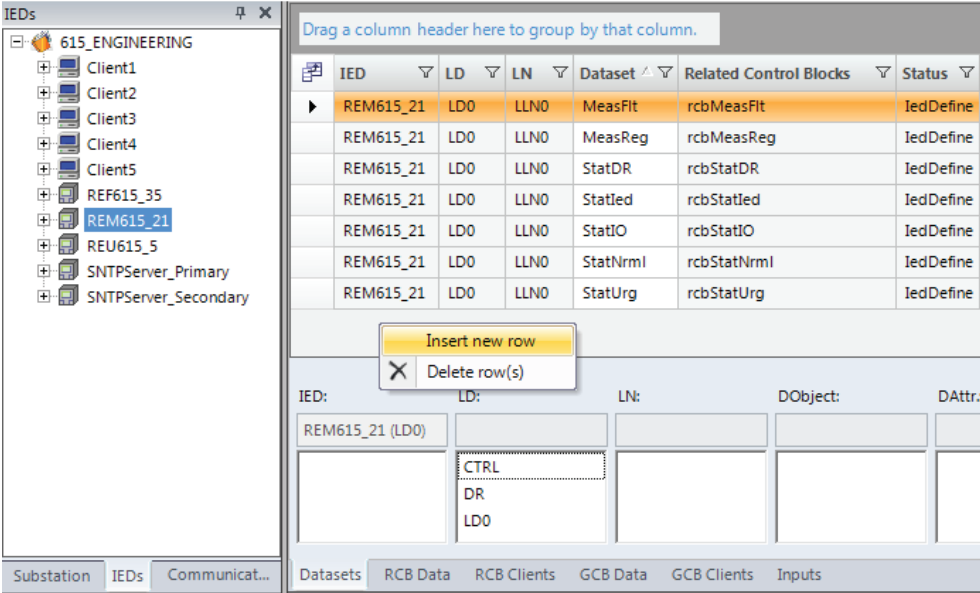 IEDs
615_ENGINEERING
Client1
Client2
Client3
Client4
Client5
REF615_35
REM615_21
REU615_5
SNTPServer_Primary
SNTPServer_Secondary
Substation IEDs Communicat...
Drag a column header here to group by that column.
IED LD LN Dataset Related Control Blocks Status
REM615_21 LD0 LLN0 MeasFlt rcbMeasFlt IedDefine
REM615_21 LD0 LLN0 MeasReg rcbMeasReg IedDefine
REM615_21 LD0 LLN0 StatDR rcbStatDR IedDefine
REM615_21 LD0 LLN0 StatIed rcbStatIed IedDefine
REM615_21 LD0 LLN0 StatIO rcbStatIO IedDefine
REM615_21 LD0 LLN0 StatNrml rcbStatNrml IedDefine
REM615_21 LD0 LLN0 StatUrg rcbStatUrg IedDefine
Insert new row
Delete row(s)
IED: LD: LN: DObject: DAttr.
REM615_21 (LD0)
CTRL
DR
LD0
Datasets RCB Data RCB Clients GCB Data GCB Clients Inputs